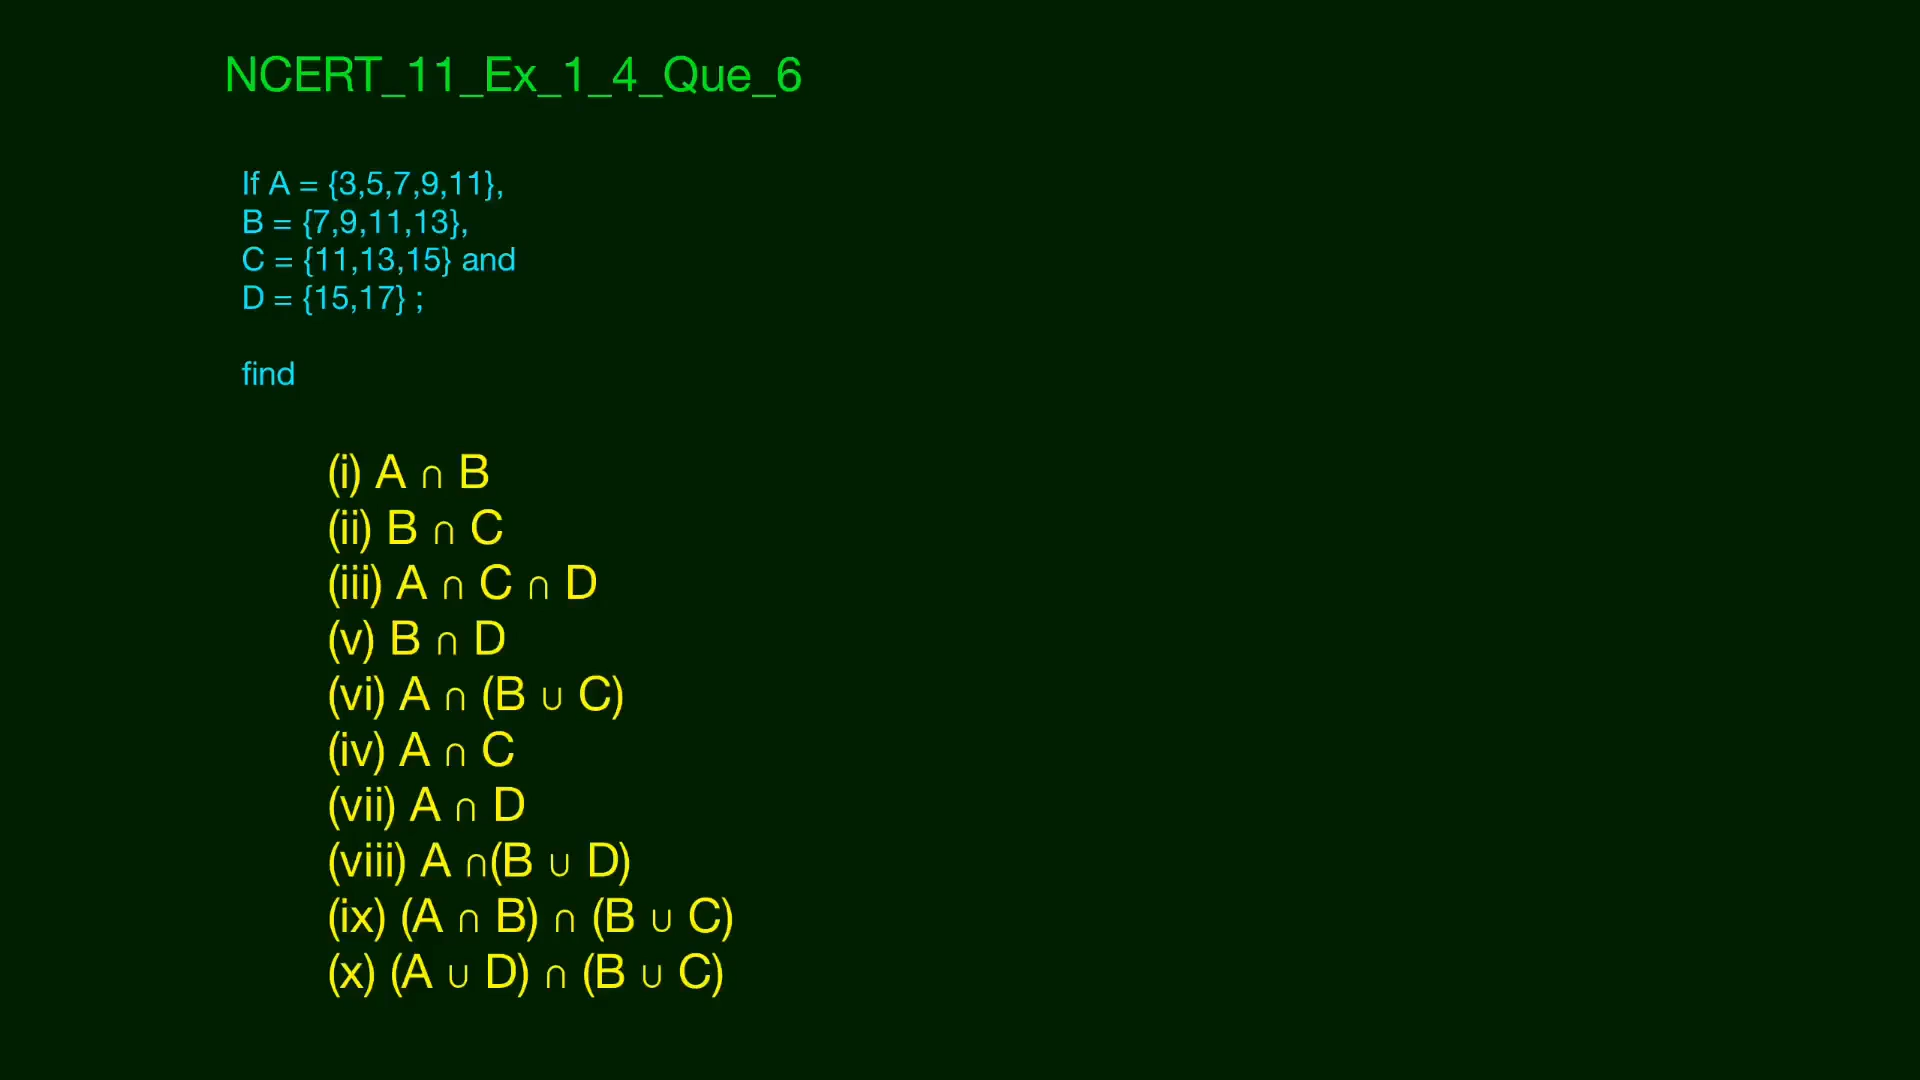 NCERT_11_Ex_1_4_Que_6
If A = {3,5,7,9,11},
B = {7,9,11,13},
C = {11,13,15} and
D = {15,17} ;
find
(i) A ∩ B
(ii) B ∩ C
(iii) A ∩ C ∩ D
(v) B ∩ D
(vi) A ∩ (B ∪ C)
(iv) A ∩ C
(vii) A ∩ D
(viii) A ∩(B ∪ D)
(ix) (A ∩ B) ∩ (B ∪ C)
(x) (A ∪ D) ∩ (B ∪ C)